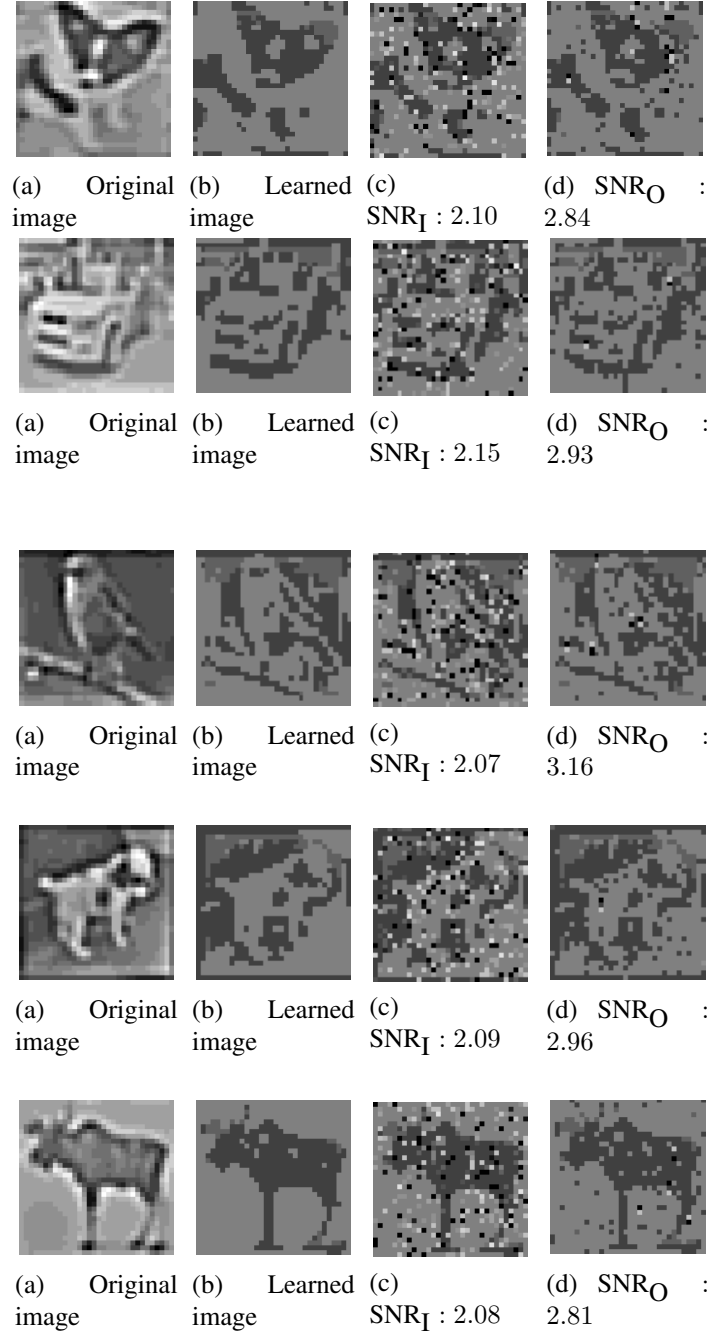 (a) Original image
(b) Learned image
(c) SNR_I : 2.10
(d) SNR_O : 2.84
(a) Original image
(b) Learned image
(c) SNR_I : 2.15
(d) SNR_O : 2.93
(a) Original image
(b) Learned image
(c) SNR_I : 2.07
(d) SNR_O : 3.16
(a) Original image
(b) Learned image
(c) SNR_I : 2.09
(d) SNR_O : 2.96
(a) Original image
(b) Learned image
(c) SNR_I : 2.08
(d) SNR_O : 2.81